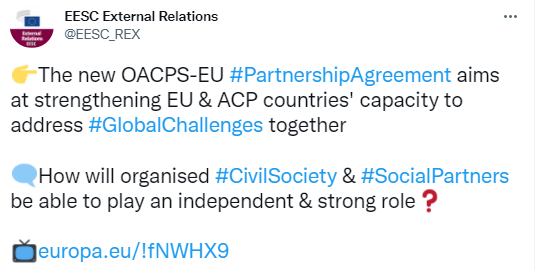 EESC External Relations
@EESC_REX
External
Relations
EESC
👉The new OACPS-EU #PartnershipAgreement aims
at strengthening EU & ACP countries' capacity to
address #GlobalChallenges together
🗨️How will organised #CivilSociety & #SocialPartners
be able to play an independent & strong role❓
📺europa.eu/!fNWHX9